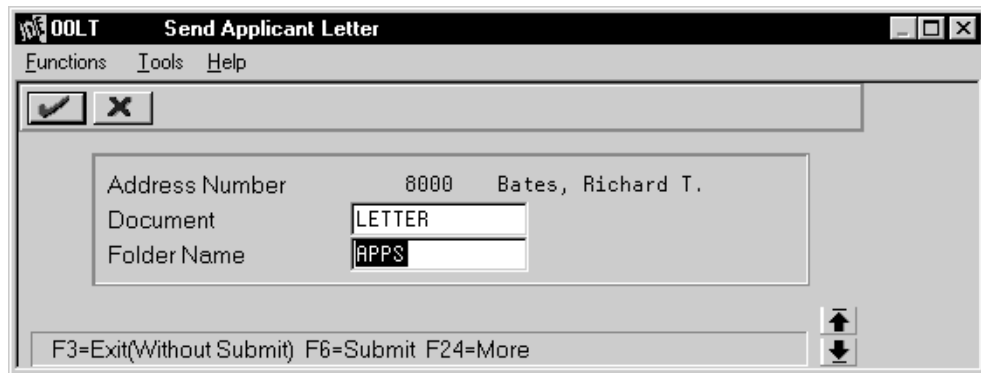 JDE 00LT Send Applicant Letter
Functions Tools Help
Address Number 8000 Bates, Richard T.
Document LETTER
Folder Name APPS
F3=Exit(Without Submit) F6=Submit F24=More